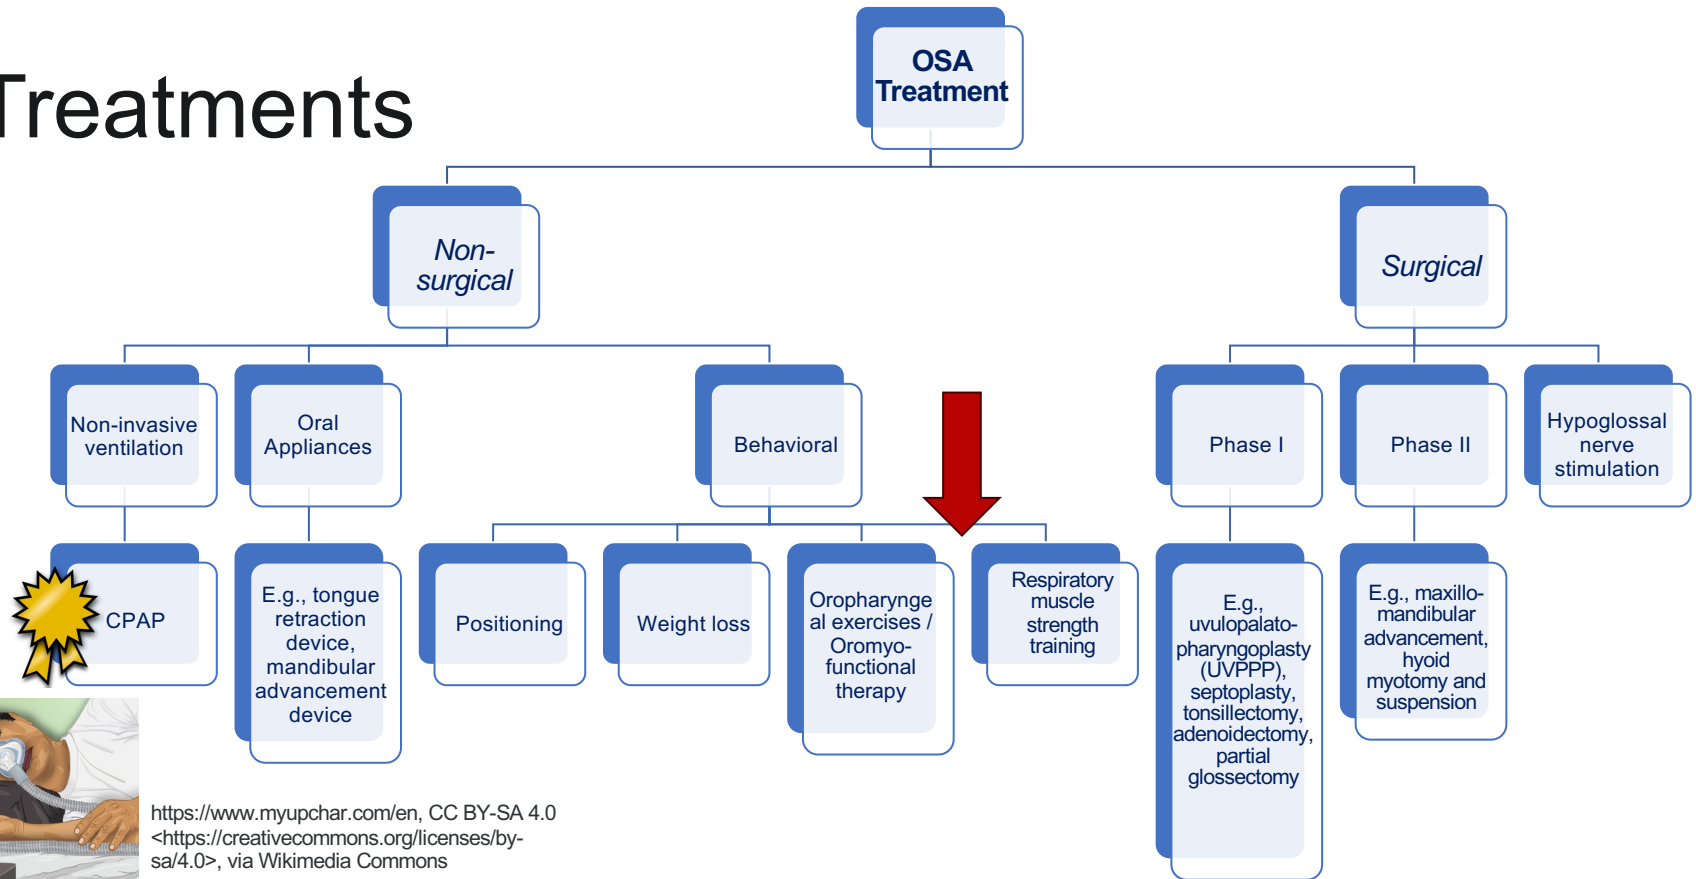 Treatments
OSA
Treatment
Non-
surgical
Surgical
Non-invasive
ventilation
Oral
Appliances
Behavioral
Phase I
Phase II
Hypoglossal
nerve
stimulation
CPAP
E.g., tongue
retraction
device,
mandibular
advancement
device
Positioning
Weight loss
Oropharynge
al exercises /
Oromyo-
functional
therapy
Respiratory
muscle
strength
training
E.g.,
uvulopalato-
pharyngoplasty
(UVPPP),
septoplasty,
tonsillectomy,
adenoidectomy,
partial
glossectomy
E.g., maxillo-
mandibular
advancement,
hyoid
myotomy and
suspension
https://www.myupchar.com/en, CC BY-SA 4.0
<https://creativecommons.org/licenses/by-
sa/4.0>, via Wikimedia Commons